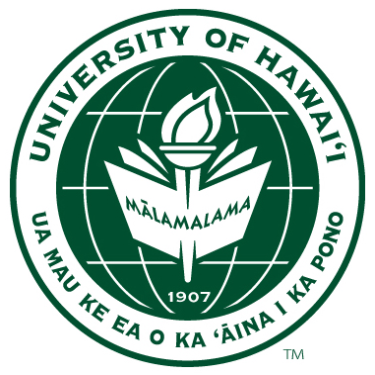 UNIVERSITY OF HAWAIʻI
MĀLAMALAMA
1907
UA MAU KE EA O KA ʻĀINA I KA PONO
TM